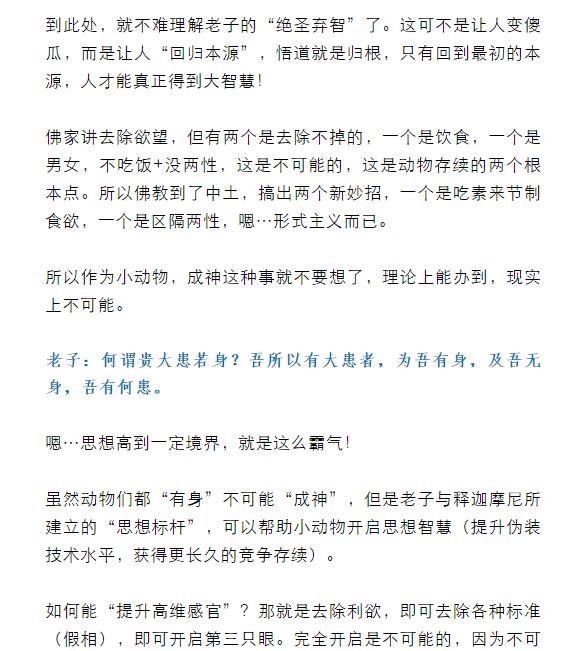 到此处，就不难理解老子的“绝圣弃智”了。这可不是让人变傻
瓜，而是让人“回归本源”，悟道就是归根，只有回到最初的本
源，人才能真正得到大智慧！
佛家讲去除欲望，但有两个是去除不掉的，一个是饮食，一个是
男女，不吃饭+没两性，这是不可能的，这是动物存续的两个根
本点。所以佛教到了中土，搞出两个新妙招，一个是吃素来节制
食欲，一个是区隔两性，嗯…形式主义而已。
所以作为小动物，成神这种事就不要想了，理论上能办到，现实
上不可能。
老子：何谓贵大患若身？吾所以有大患者，为吾有身，及吾无
身，吾有何患。
嗯…思想高到一定境界，就是这么霸气！
虽然动物们都“有身”不可能“成神”，但是老子与释迦摩尼所
建立的“思想标杆”，可以帮助小动物开启思想智慧（提升伪装
技术水平，获得更长久的竞争存续）。
如何能“提升高维感官”？那就是去除利欲，即可去除各种标准
（假相），即可开启第三只眼。完全开启是不可能的，因为不可